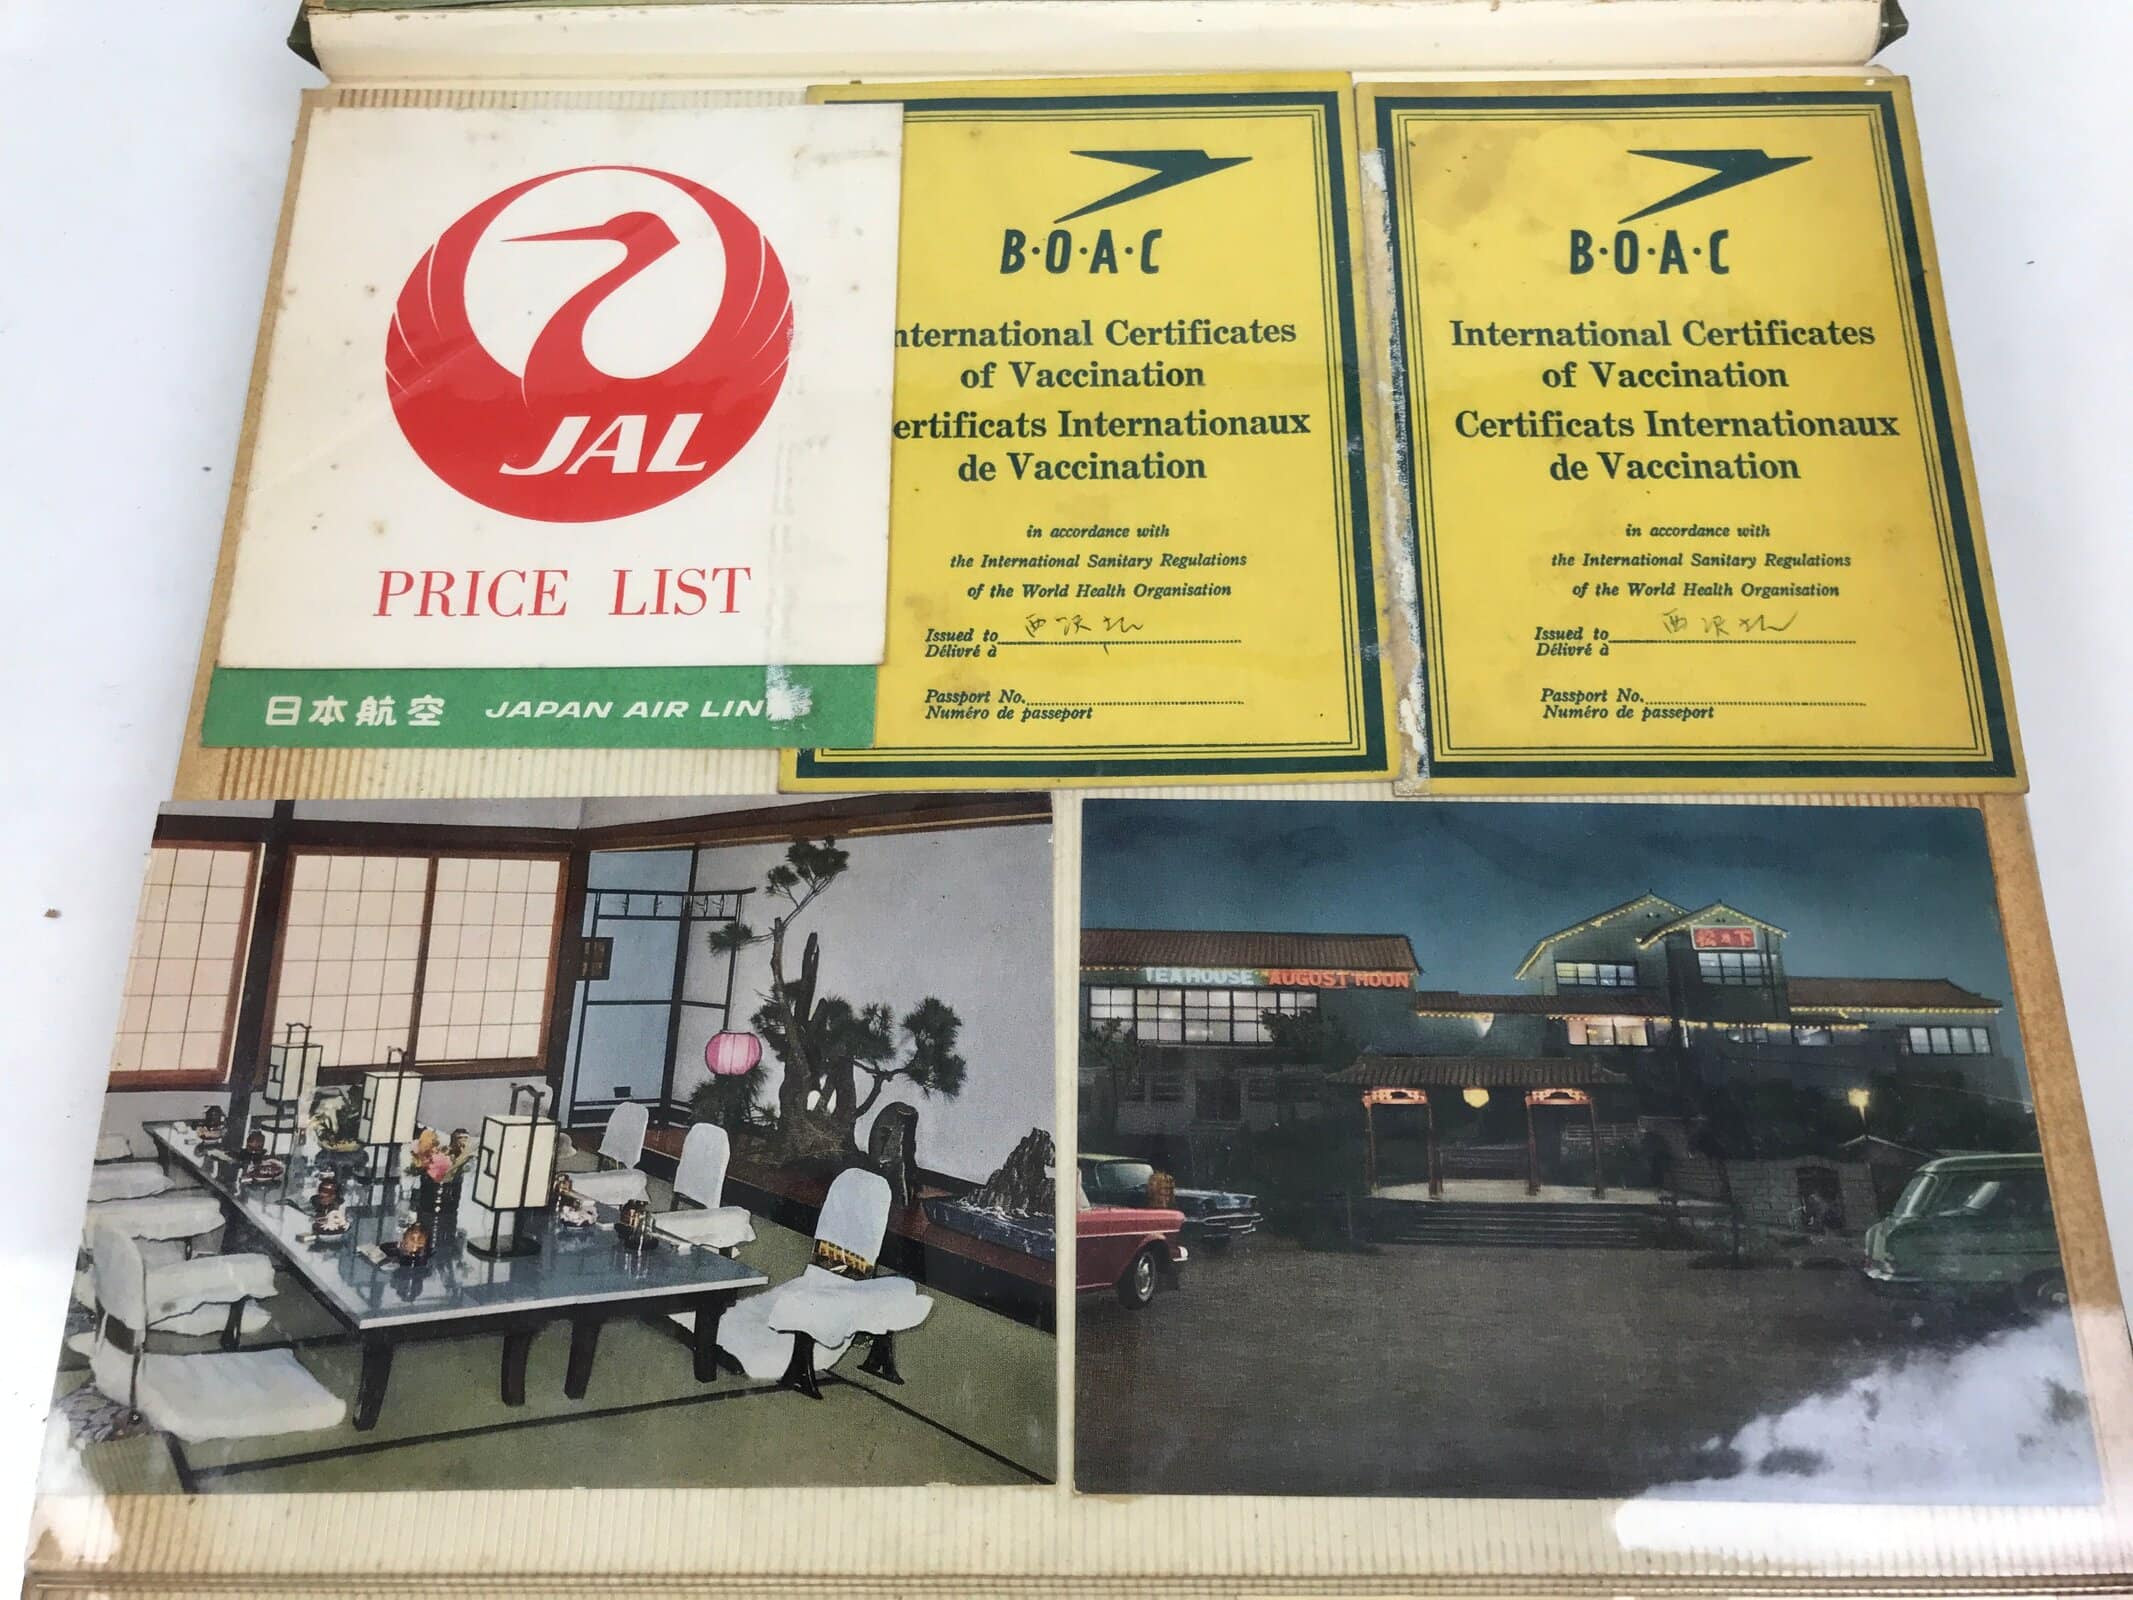 JAL
PRICE LIST
日本航空 JAPAN AIR LIN
B·O·A·C
nternational Certificates
of Vaccination
ertificats Internationaux
de Vaccination
in accordance with
the International Sanitary Regulations
of the World Health Organisation
Issued to
Délivré à
Passport No.
Numéro de passeport
B·O·A·C
International Certificates
of Vaccination
Certificats Internationaux
de Vaccination
in accordance with
the International Sanitary Regulations
of the World Health Organisation
Issued to
Délivré à
Passport No.
Numéro de passeport
TEAHOUSE AUGUST MOON
松乃下